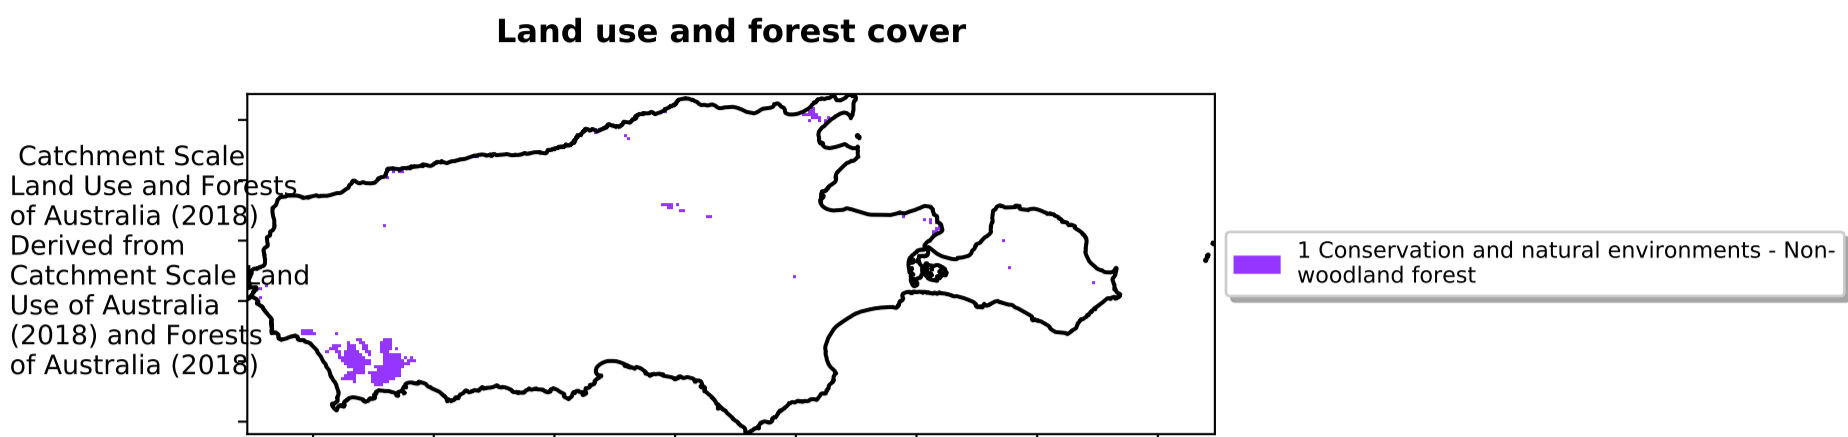 Land use and forest cover
Catchment Scale
Land Use and Forests
of Australia (2018)
Derived from
Catchment Scale Land
Use of Australia
(2018) and Forests
of Australia (2018)
1 Conservation and natural environments - Non-
woodland forest